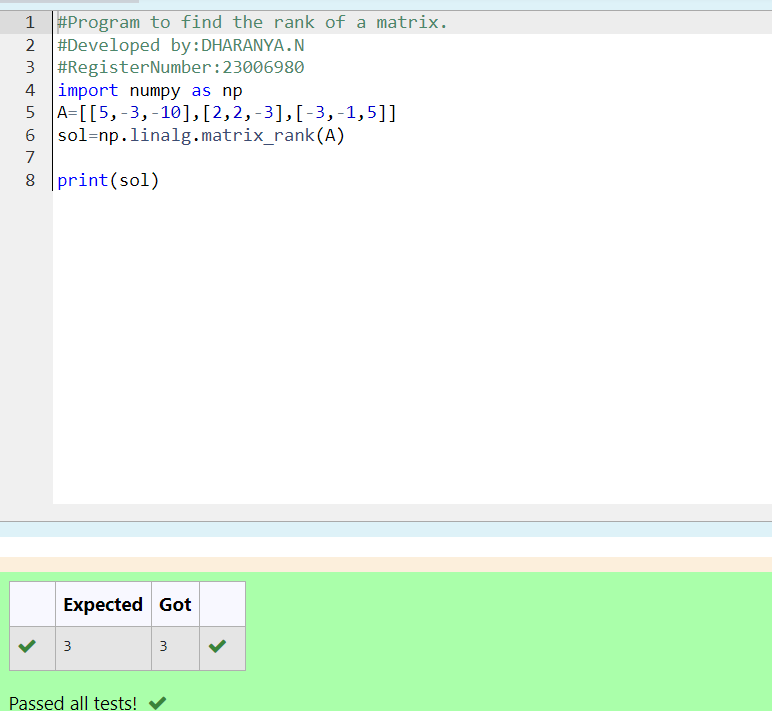 1 #Program to find the rank of a matrix.
2 #Developed by:DHARANYA.N
3 #RegisterNumber:23006980
4 import numpy as np
5 A=[[5,-3,-10],[2,2,-3],[-3,-1,5]]
6 sol=np.linalg.matrix_rank(A)
7
8 print(sol)
Expected Got
3 3
Passed all tests!